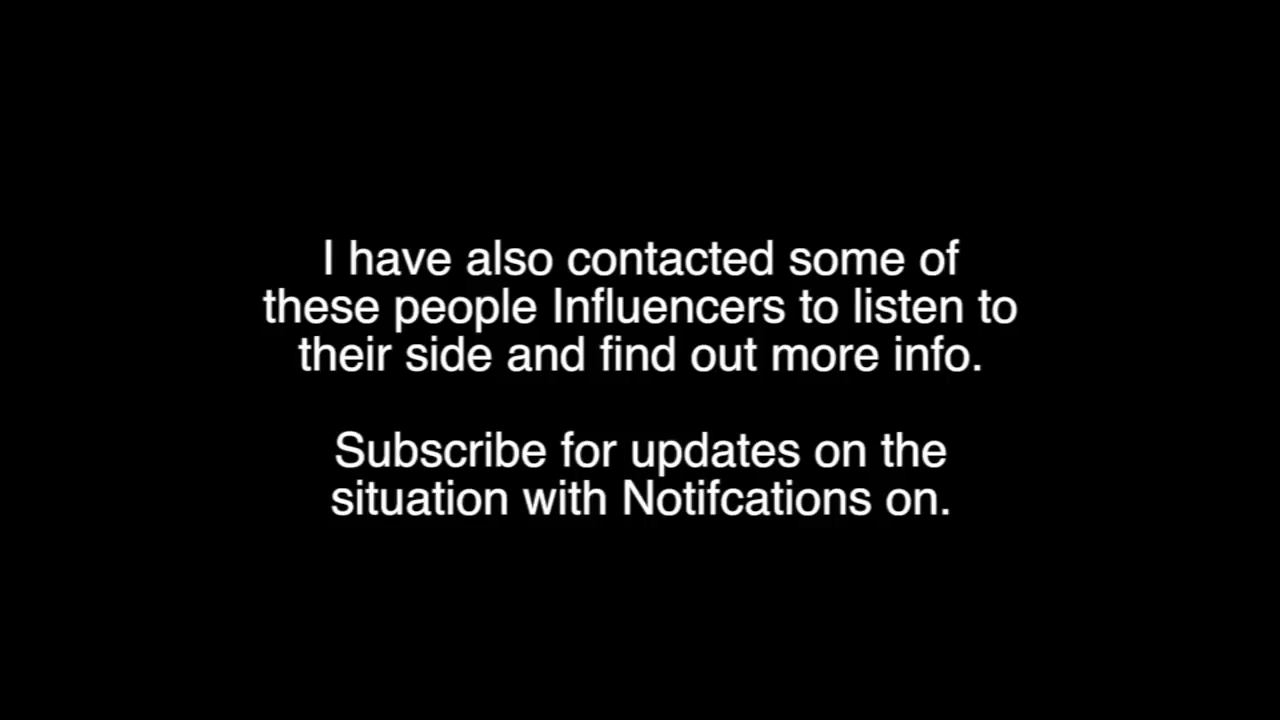 I have also contacted some of
these people Influencers to listen to
their side and find out more info.
Subscribe for updates on the
situation with Notifcations on.